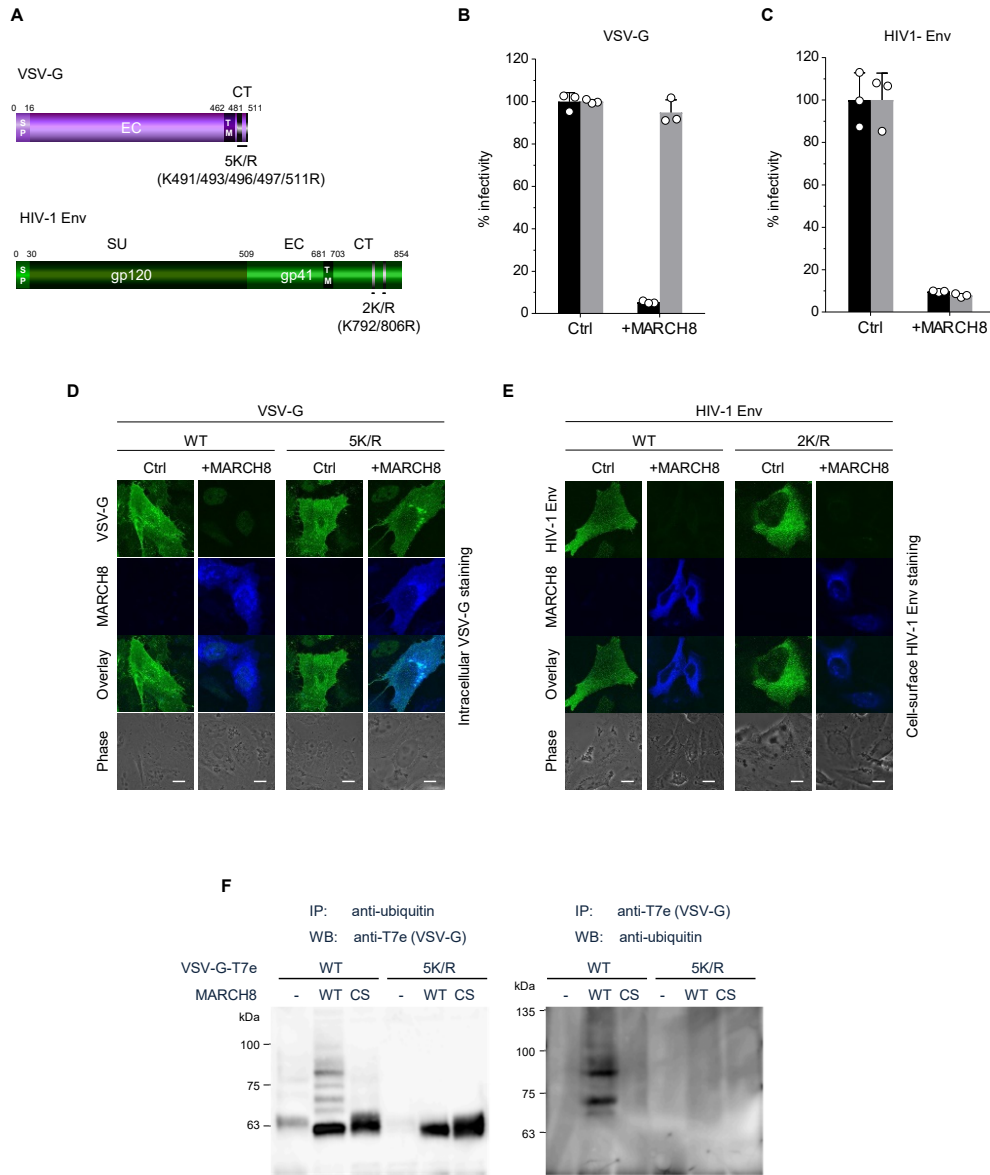 A
VSV-G
CT
0 16 462 481 511
SP EC TM
5K/R
(K491/493/496/497/511R)
HIV-1 Env
SU EC CT
0 30 509 681 703 854
SP gp120 gp41 TM
2K/R
(K792/806R)
B
VSV-G
% infectivity
120
100
80
60
40
20
0
Ctrl +MARCH8
C
HIV1- Env
% infectivity
120
100
80
60
40
20
0
Ctrl +MARCH8
D
VSV-G
WT 5K/R
Ctrl +MARCH8 Ctrl +MARCH8
VSV-G
MARCH8
Overlay
Phase
Intracellular VSV-G staining
E
HIV-1 Env
WT 2K/R
Ctrl +MARCH8 Ctrl +MARCH8
HIV-1 Env
MARCH8
Overlay
Phase
Cell-surface HIV-1 Env staining
F
IP: anti-ubiquitin
WB: anti-T7e (VSV-G)
VSV-G-T7e WT 5K/R
MARCH8 - WT CS - WT CS
kDa
100
75
63
IP: anti-T7e (VSV-G)
WB: anti-ubiquitin
WT 5K/R
kDa
- WT CS - WT CS
135
100
75
63